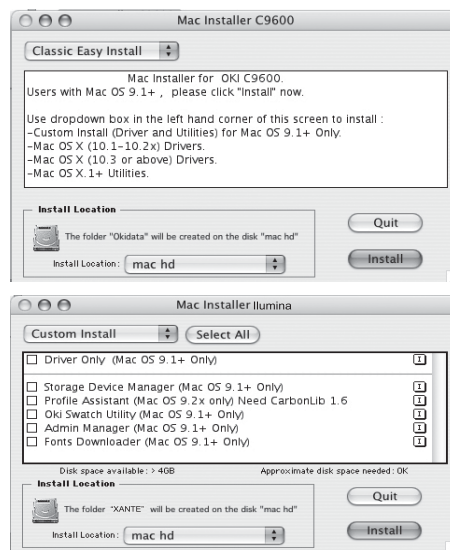 Mac Installer C9600
Classic Easy Install
Mac Installer for OKI C9600.
Users with Mac OS 9.1+ , please click "Install" now.
Use dropdown box in the left hand corner of this screen to install :
-Custom Install (Driver and Utilities) for Mac OS 9.1+ Only.
-Mac OS X (10.1-10.2x) Drivers.
-Mac OS X (10.3 or above) Drivers.
-Mac OS X.1+ Utilities.
Install Location
The folder "Okidata" will be created on the disk "mac hd"
Install Location: mac hd
Quit
Install
Mac Installer Ilumina
Custom Install Select All
Driver Only (Mac OS 9.1+ Only) I
Storage Device Manager (Mac OS 9.1+ Only) I
Profile Assistant (Mac OS 9.2x only) Need CarbonLib 1.6 I
Oki Swatch Utility (Mac OS 9.1+ Only) I
Admin Manager (Mac OS 9.1+ Only) I
Fonts Downloader (Mac OS 9.1+ Only) I
Disk space available: > 4GB Approximate disk space needed: 0K
Install Location
The folder "XANTE" will be created on the disk "mac hd"
Install Location: mac hd
Quit
Install